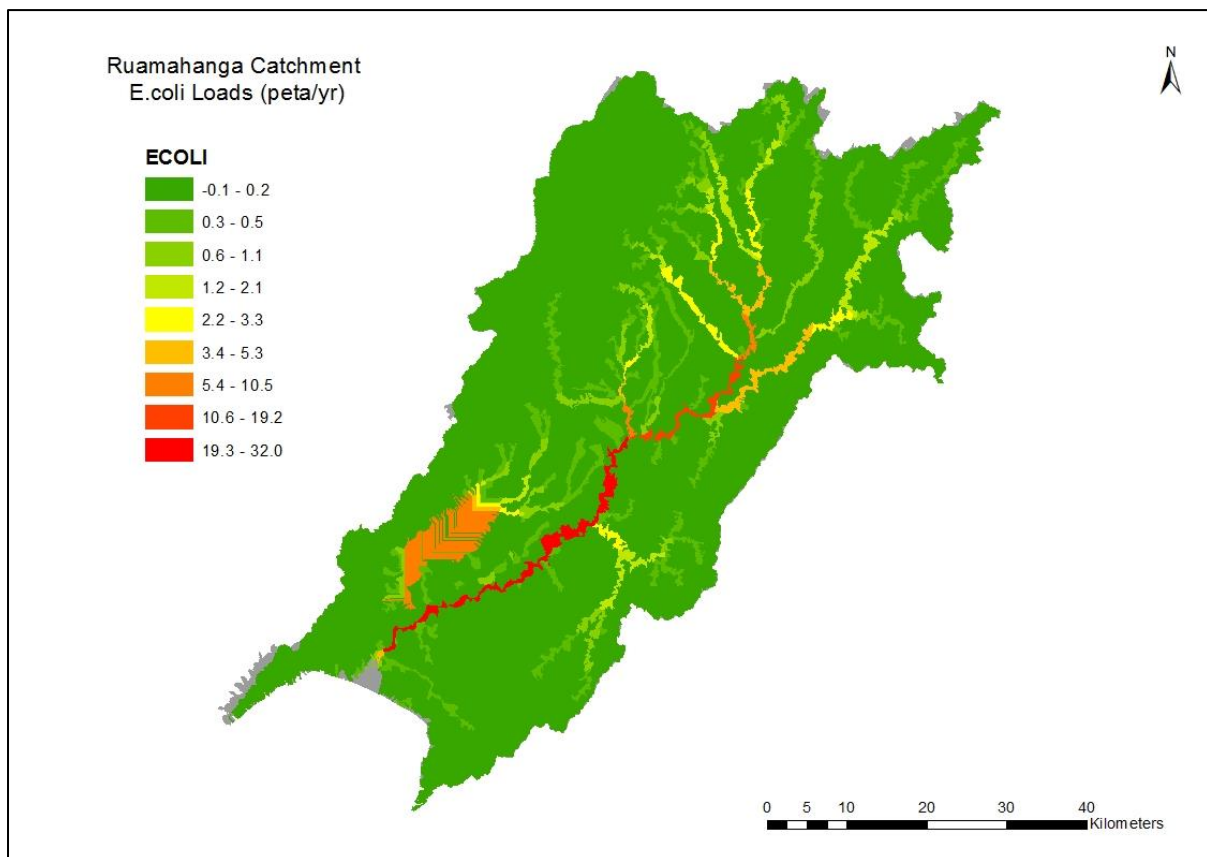 Ruamahanga Catchment
E.coli Loads (peta/yr)
N
ECOLI
-0.1 - 0.2
0.3 - 0.5
0.6 - 1.1
1.2 - 2.1
2.2 - 3.3
3.4 - 5.3
5.4 - 10.5
10.6 - 19.2
19.3 - 32.0
0 5 10 20 30 40
Kilometers